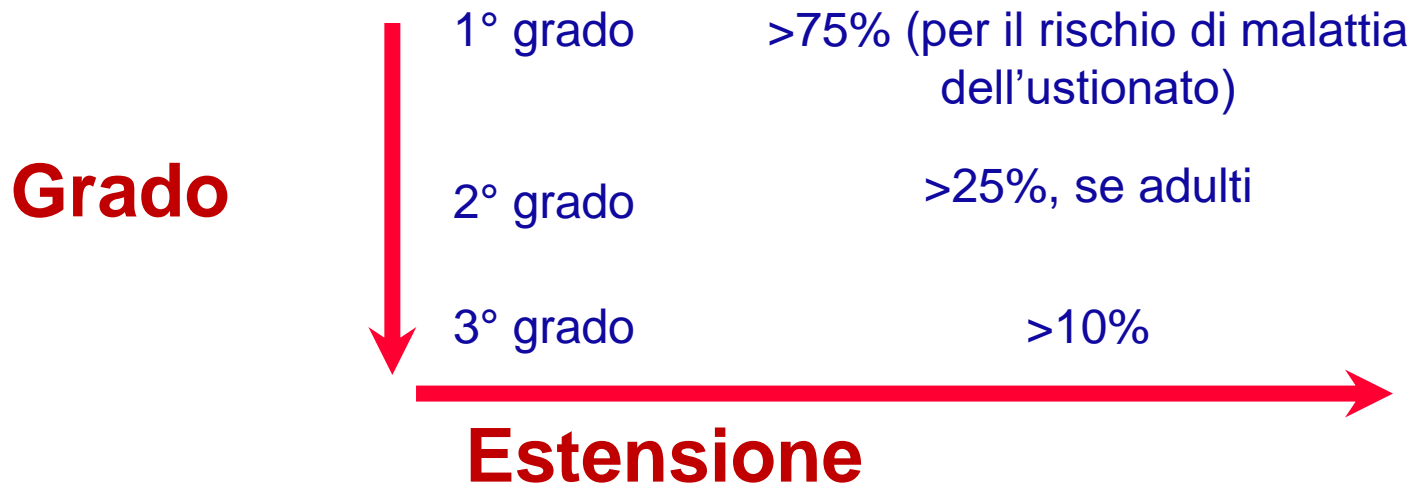 1° grado >75% (per il rischio di malattia
dell’ustionato)
Grado
2° grado >25%, se adulti
3° grado >10%
Estensione